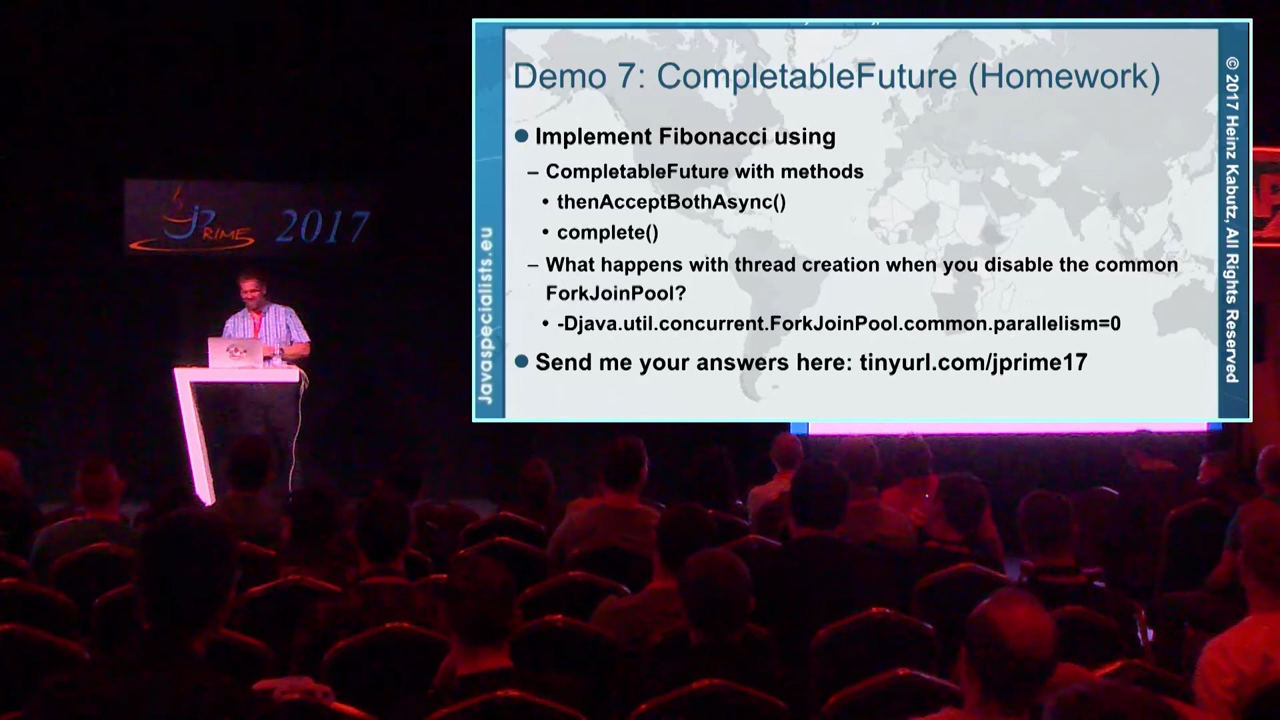 Demo 7: CompletableFuture (Homework)
Implement Fibonacci using
– CompletableFuture with methods
• thenAcceptBothAsync()
• complete()
– What happens with thread creation when you disable the common
ForkJoinPool?
• -Djava.util.concurrent.ForkJoinPool.common.parallelism=0
Send me your answers here: tinyurl.com/jprime17
Javaspecialists.eu
© 2017 Heinz Kabutz, All Rights Reserved
jPRIME 2017